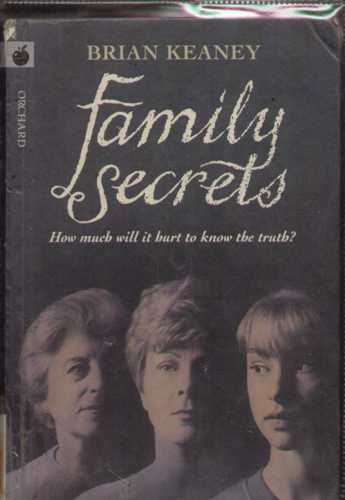 BRIAN KEANEY
Family
Secrets
How much will it hurt to know the truth?
ORCHARD